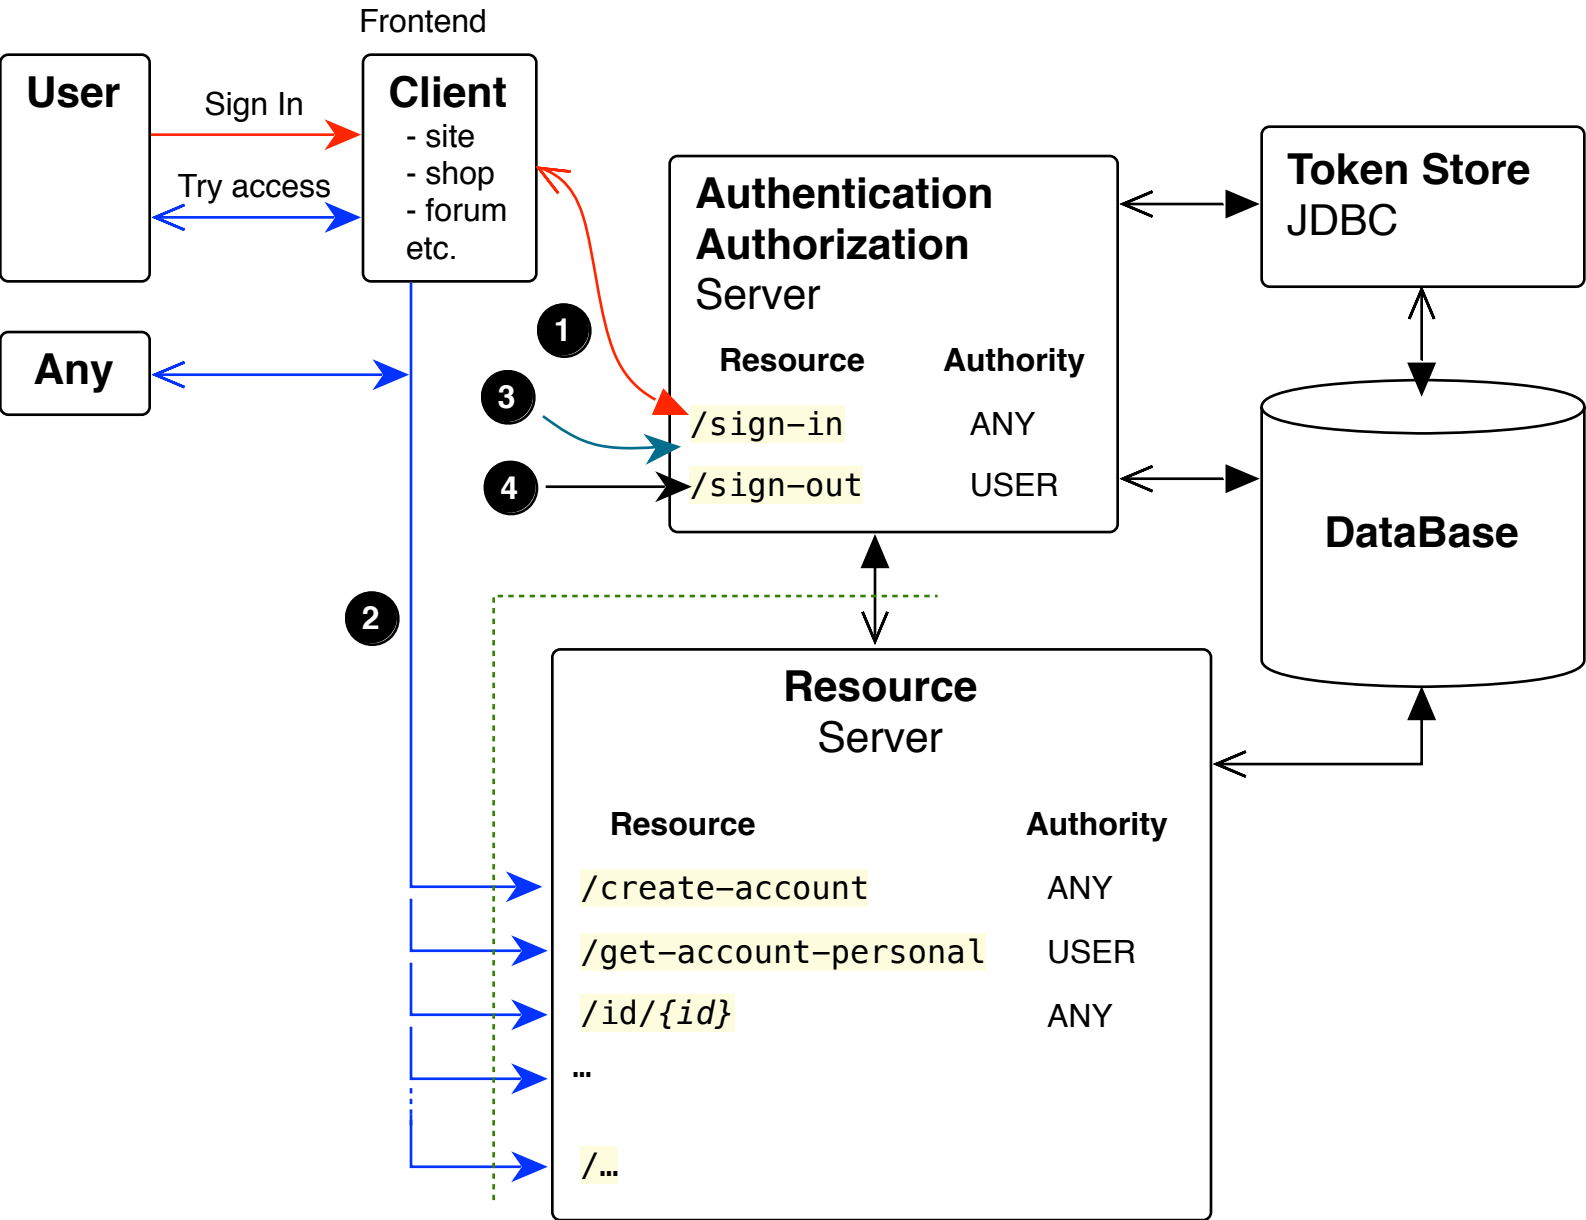 Frontend
User
Sign In
Try access
Client
- site
- shop
- forum
etc.
Any
1
3
4
2
Authentication
Authorization
Server
Resource Authority
/sign-in ANY
/sign-out USER
Token Store
JDBC
DataBase
Resource
Server
Resource Authority
/create-account ANY
/get-account-personal USER
/id/{id} ANY
…
/…